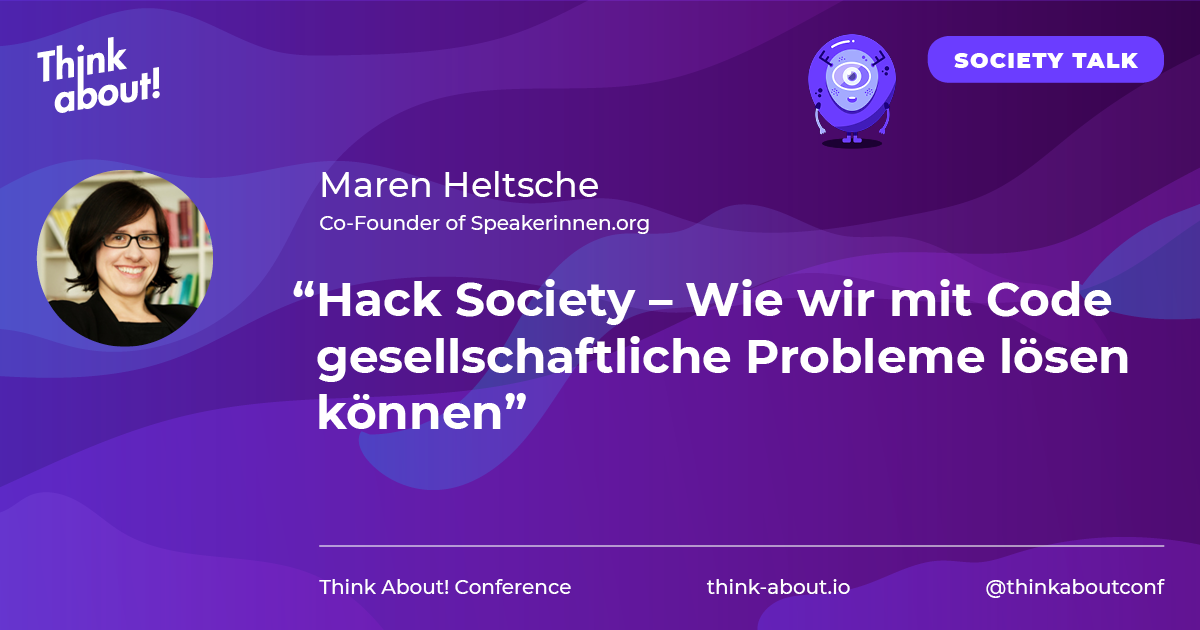 Think
about!
SOCIETY TALK
Maren Heltsche
Co-Founder of Speakerinnen.org
“Hack Society – Wie wir mit Code
gesellschaftliche Probleme lösen
können”
Think About! Conference
think-about.io
@thinkaboutconf